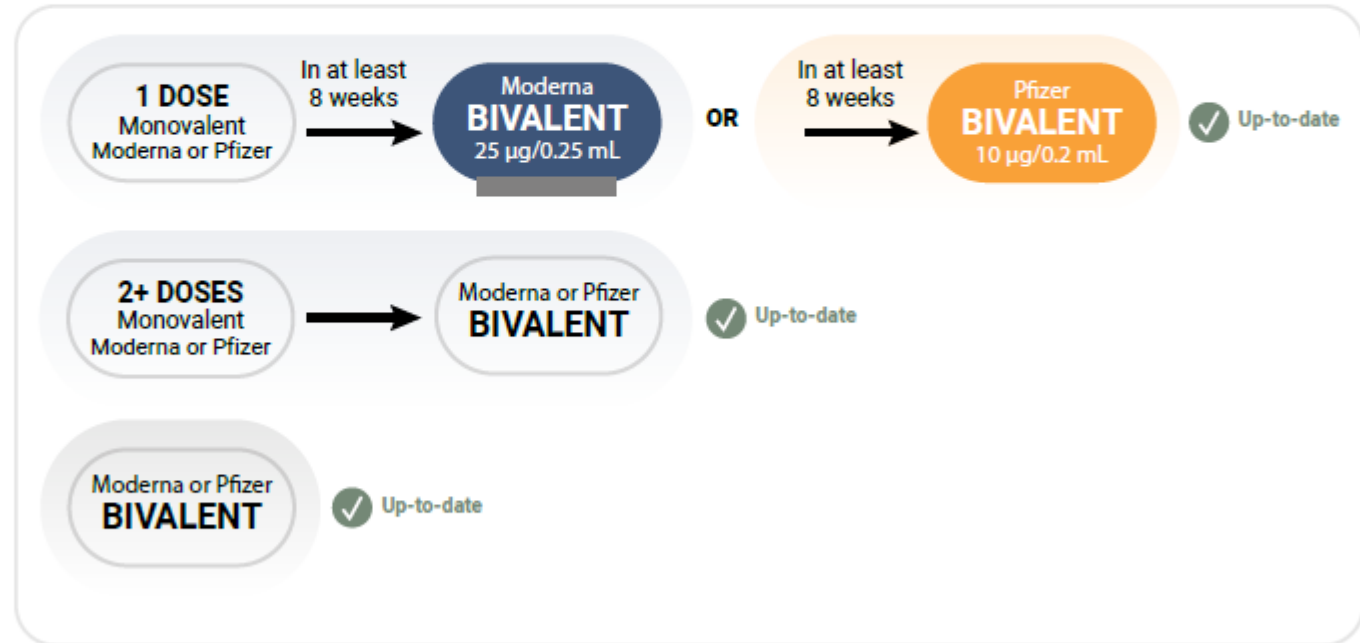 1 DOSE
Monovalent
Moderna or Pfizer
In at least
8 weeks
Moderna
BIVALENT
25 µg/0.25 mL
OR
In at least
8 weeks
Pfizer
BIVALENT
10 µg/0.2 mL
Up-to-date
2+ DOSES
Monovalent
Moderna or Pfizer
Moderna or Pfizer
BIVALENT
Up-to-date
Moderna or Pfizer
BIVALENT
Up-to-date